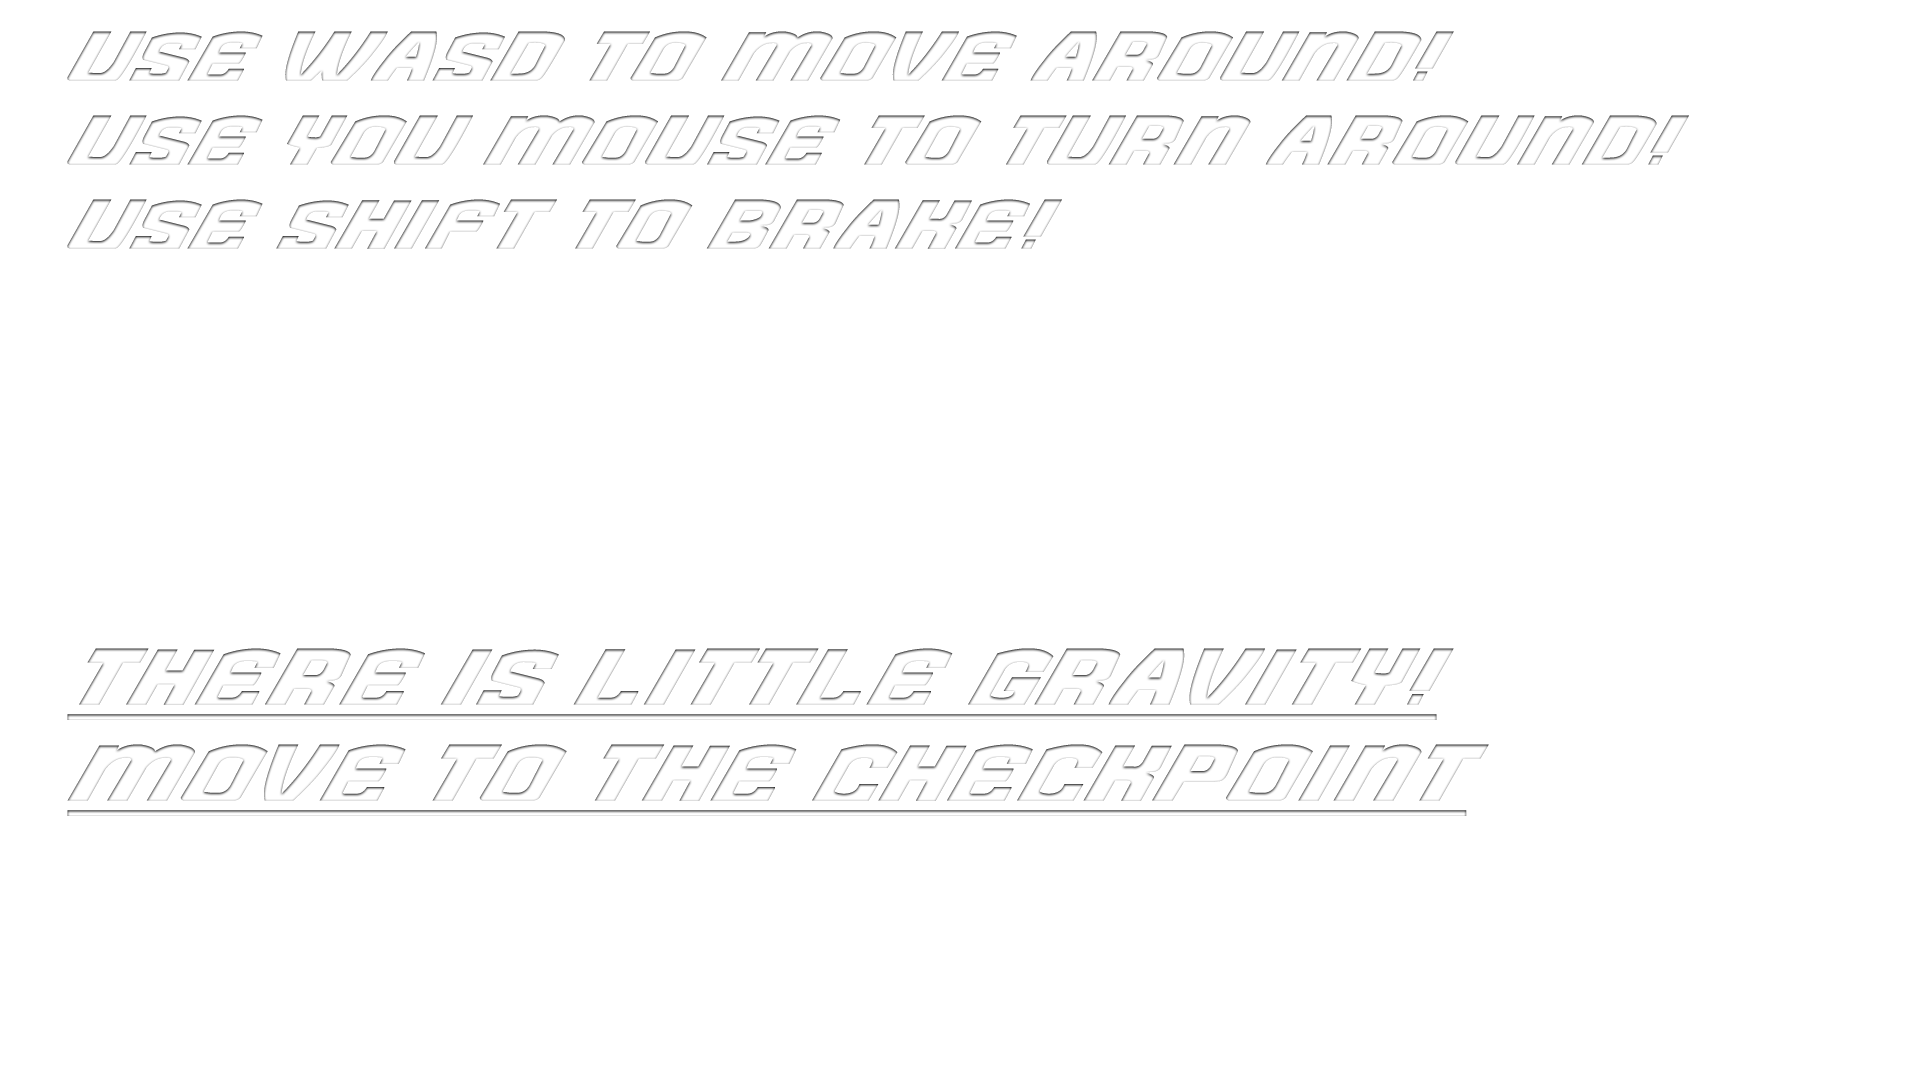 USE WASD TO MOVE AROUND!
USE YOU MOUSE TO TURN AROUND!
USE SHIFT TO BRAKE!
THERE IS LITTLE GRAVITY!
MOVE TO THE CHECKPOINT